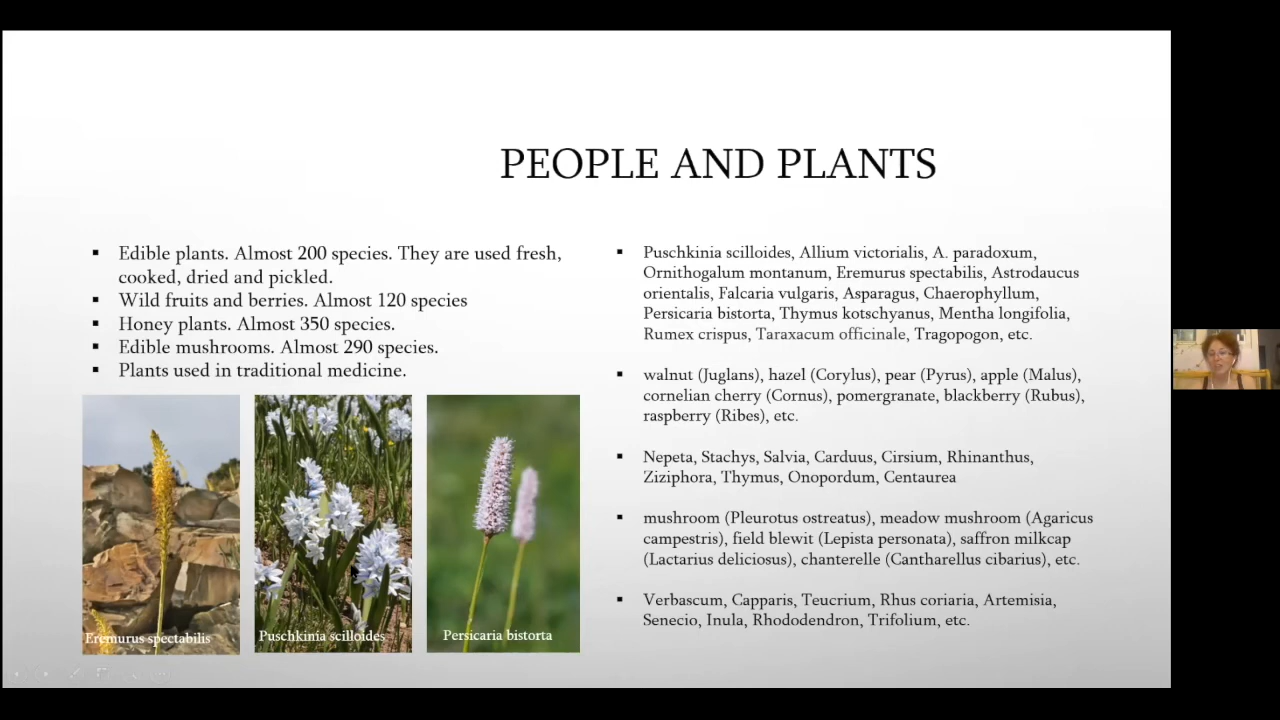 PEOPLE AND PLANTS
▪ Edible plants. Almost 200 species. They are used fresh,
cooked, dried and pickled.
▪ Wild fruits and berries. Almost 120 species
▪ Honey plants. Almost 350 species.
▪ Edible mushrooms. Almost 290 species.
▪ Plants used in traditional medicine.
Eremurus spectabilis
Puschkinia scilloides
Persicaria bistorta
▪ Puschkinia scilloides, Allium victorialis, A. paradoxum,
Ornithogalum montanum, Eremurus spectabilis, Astrodaucus
orientalis, Falcaria vulgaris, Asparagus, Chaerophyllum,
Persicaria bistorta, Thymus kotschyanus, Mentha longifolia,
Rumex crispus, Taraxacum officinale, Tragopogon, etc.
▪ walnut (Juglans), hazel (Corylus), pear (Pyrus), apple (Malus),
cornelian cherry (Cornus), pomergranate, blackberry (Rubus),
raspberry (Ribes), etc.
▪ Nepeta, Stachys, Salvia, Carduus, Cirsium, Rhinanthus,
Ziziphora, Thymus, Onopordum, Centaurea
▪ mushroom (Pleurotus ostreatus), meadow mushroom (Agaricus
campestris), field blewit (Lepista personata), saffron milkcap
(Lactarius deliciosus), chanterelle (Cantharellus cibarius), etc.
▪ Verbascum, Capparis, Teucrium, Rhus coriaria, Artemisia,
Senecio, Inula, Rhododendron, Trifolium, etc.